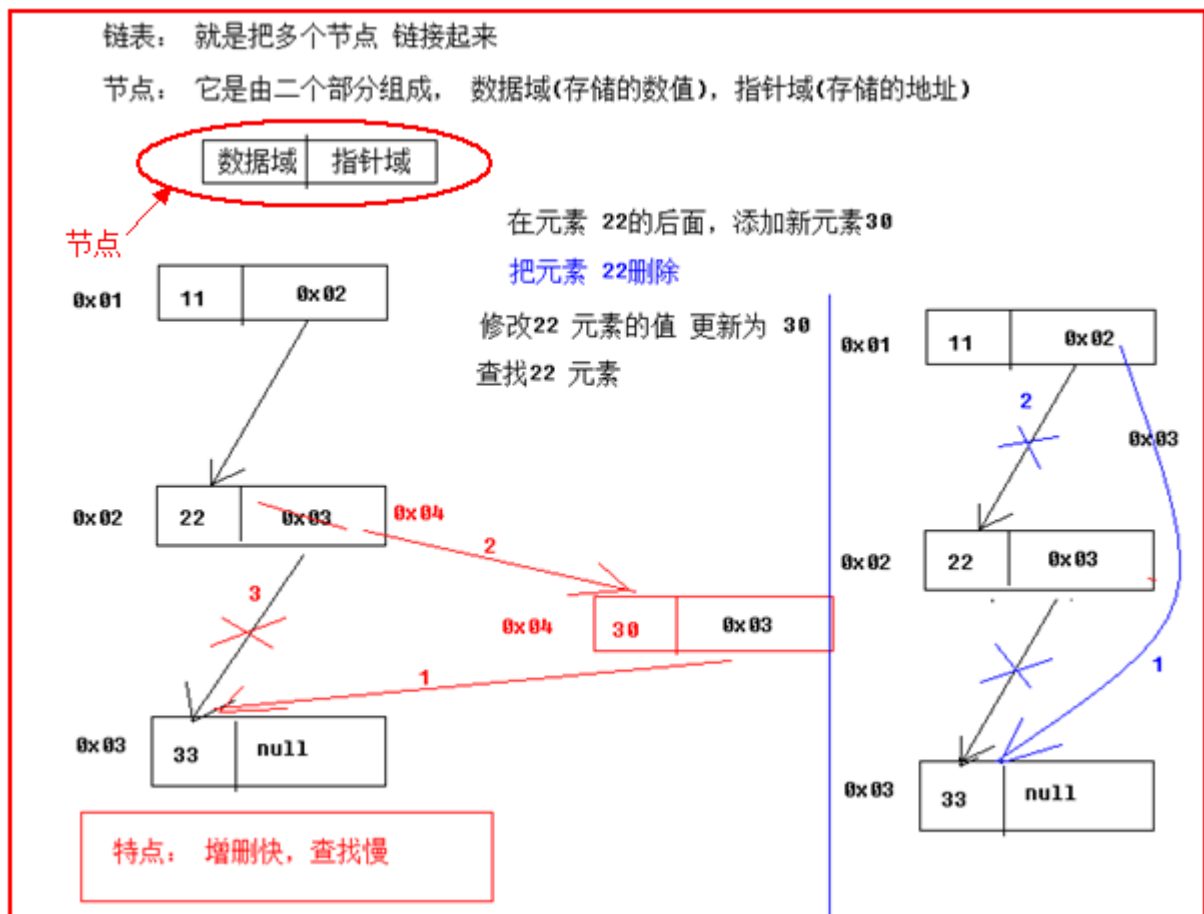 链表： 就是把多个节点 链接起来
节点： 它是由二个部分组成， 数据域(存储的数值)，指针域(存储的地址)
数据域 指针域
节点
在元素 22的后面，添加新元素30
把元素 22删除
修改22 元素的值 更新为 30
查找22 元素
0x01 11 0x02
0x02 22 0x03 0x04
2
3
0x04 30 0x03
1
0x03 33 null
特点： 增删快，查找慢
0x01 11 0x02
2
0x03
0x02 22 0x03
1
0x03 33 null